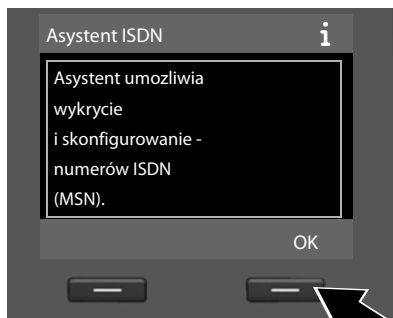 Asystent ISDN i
Asystent umozliwia
wykrycie
i skonfigurowanie -
numerów ISDN
(MSN).
OK